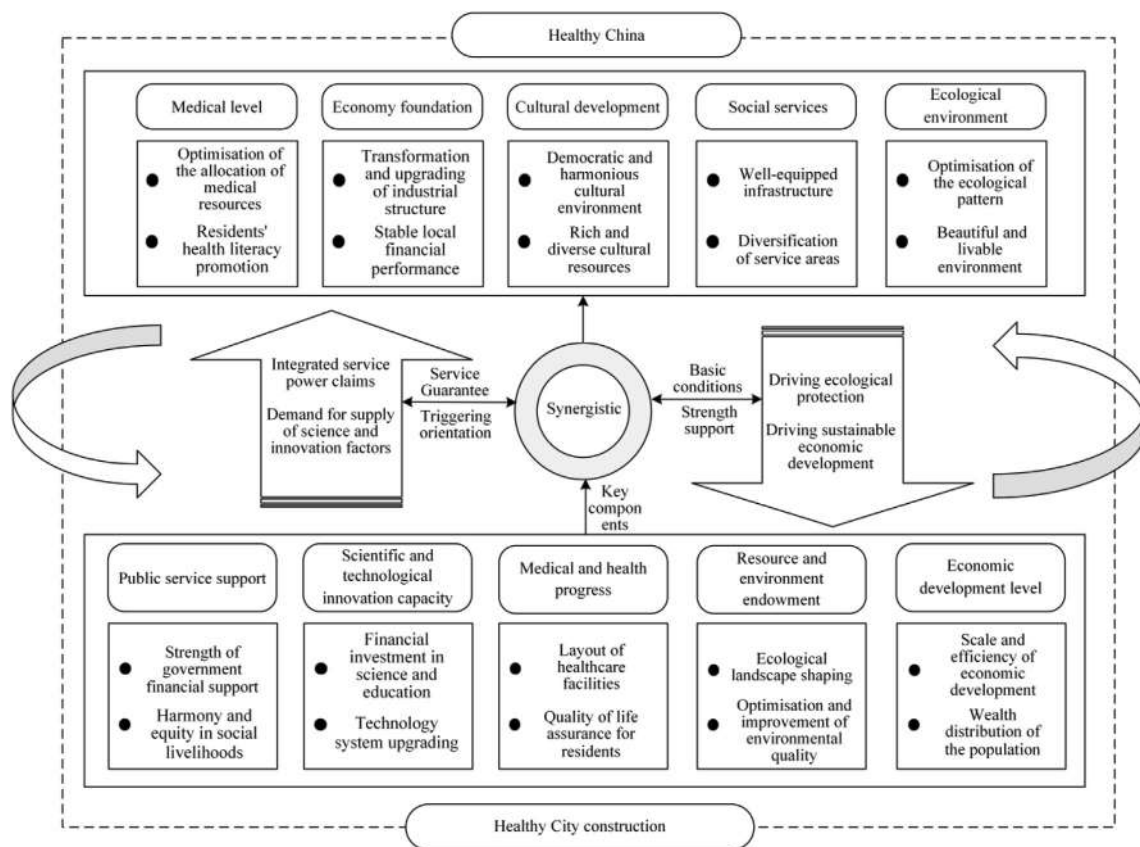 Healthy China
Medical level
Economy foundation
Cultural development
Social services
Ecological
environment
Optimisation of
the allocation of
medical
resources
Residents'
health literacy
promotion
Transformation
and upgrading
of industrial
structure
Stable local
financial
performance
Democratic and
harmonious
cultural
environment
Rich and
diverse cultural
resources
Well-equipped
infrastructure
Diversification
of service areas
Optimisation of
the ecological
pattern
Beautiful and
livable
environment
Integrated service
power claims
Demand for supply
of science and
innovation factors
Service
Guarantee
Triggering
orientation
Synergistic
Basic
conditions
Strength
support
Driving ecological
protection
Driving sustainable
economic
development
Key
compon
ents
Public service support
Scientific and
technological
innovation capacity
Medical and health
progress
Resource and
environment
endowment
Economic
development level
Strength of
government
financial support
Harmony and
equity in social
livelihoods
Financial
investment in
science and
education
Technology
system upgrading
Layout of
healthcare
facilities
Quality of life
assurance for
residents
Ecological
landscape shaping
Optimisation and
improvement of
environmental
quality
Scale and
efficiency of
economic
development
Wealth
distribution of
the population
Healthy City construction